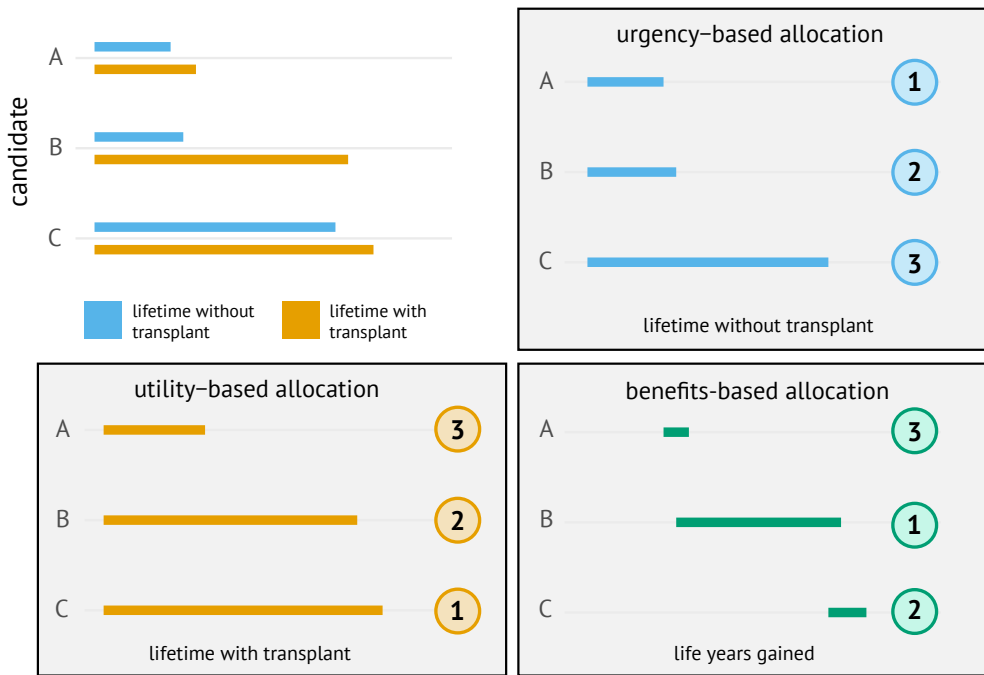 candidate
A
B
C
lifetime without
transplant
lifetime with
transplant
urgency−based allocation
A
1
B
2
C
3
lifetime without transplant
utility−based allocation
A
3
B
2
C
1
lifetime with transplant
benefits-based allocation
A
3
B
1
C
2
life years gained